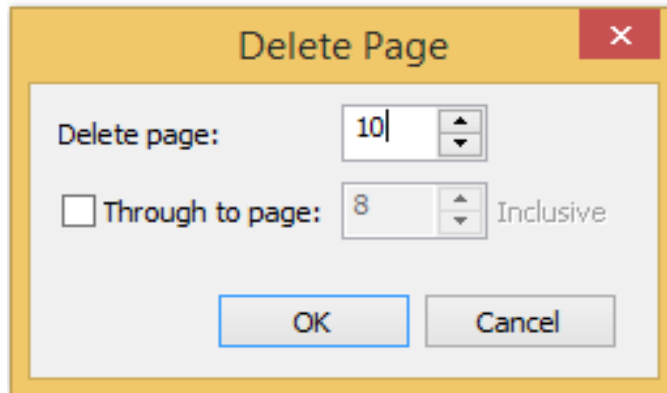 Delete Page
Delete page: 10
Through to page: 8 Inclusive
OK Cancel